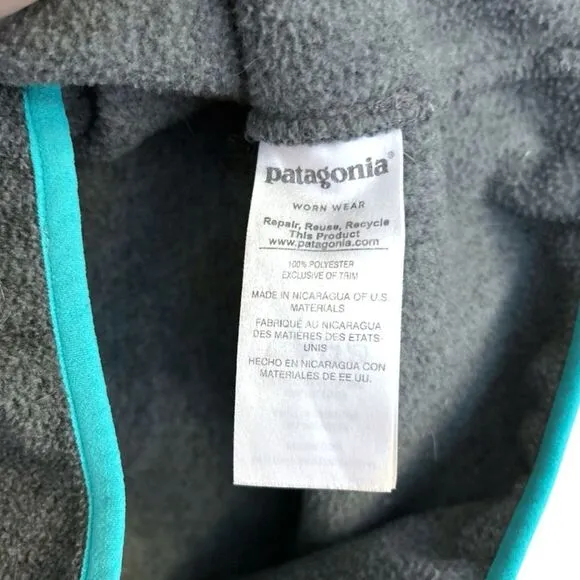 patagonia®
WORN WEAR
Repair, Reuse, Recycle
This Product
www.patagonia.com
100% POLYESTER
EXCLUSIVE OF TRIM
MADE IN NICARAGUA OF U.S.
MATERIALS
FABRIQUÉ AU NICARAGUA
DES MATIÈRES DES ETATS-
UNIS
HECHO EN NICARAGUA CON
MATERIALES DE EE.UU.